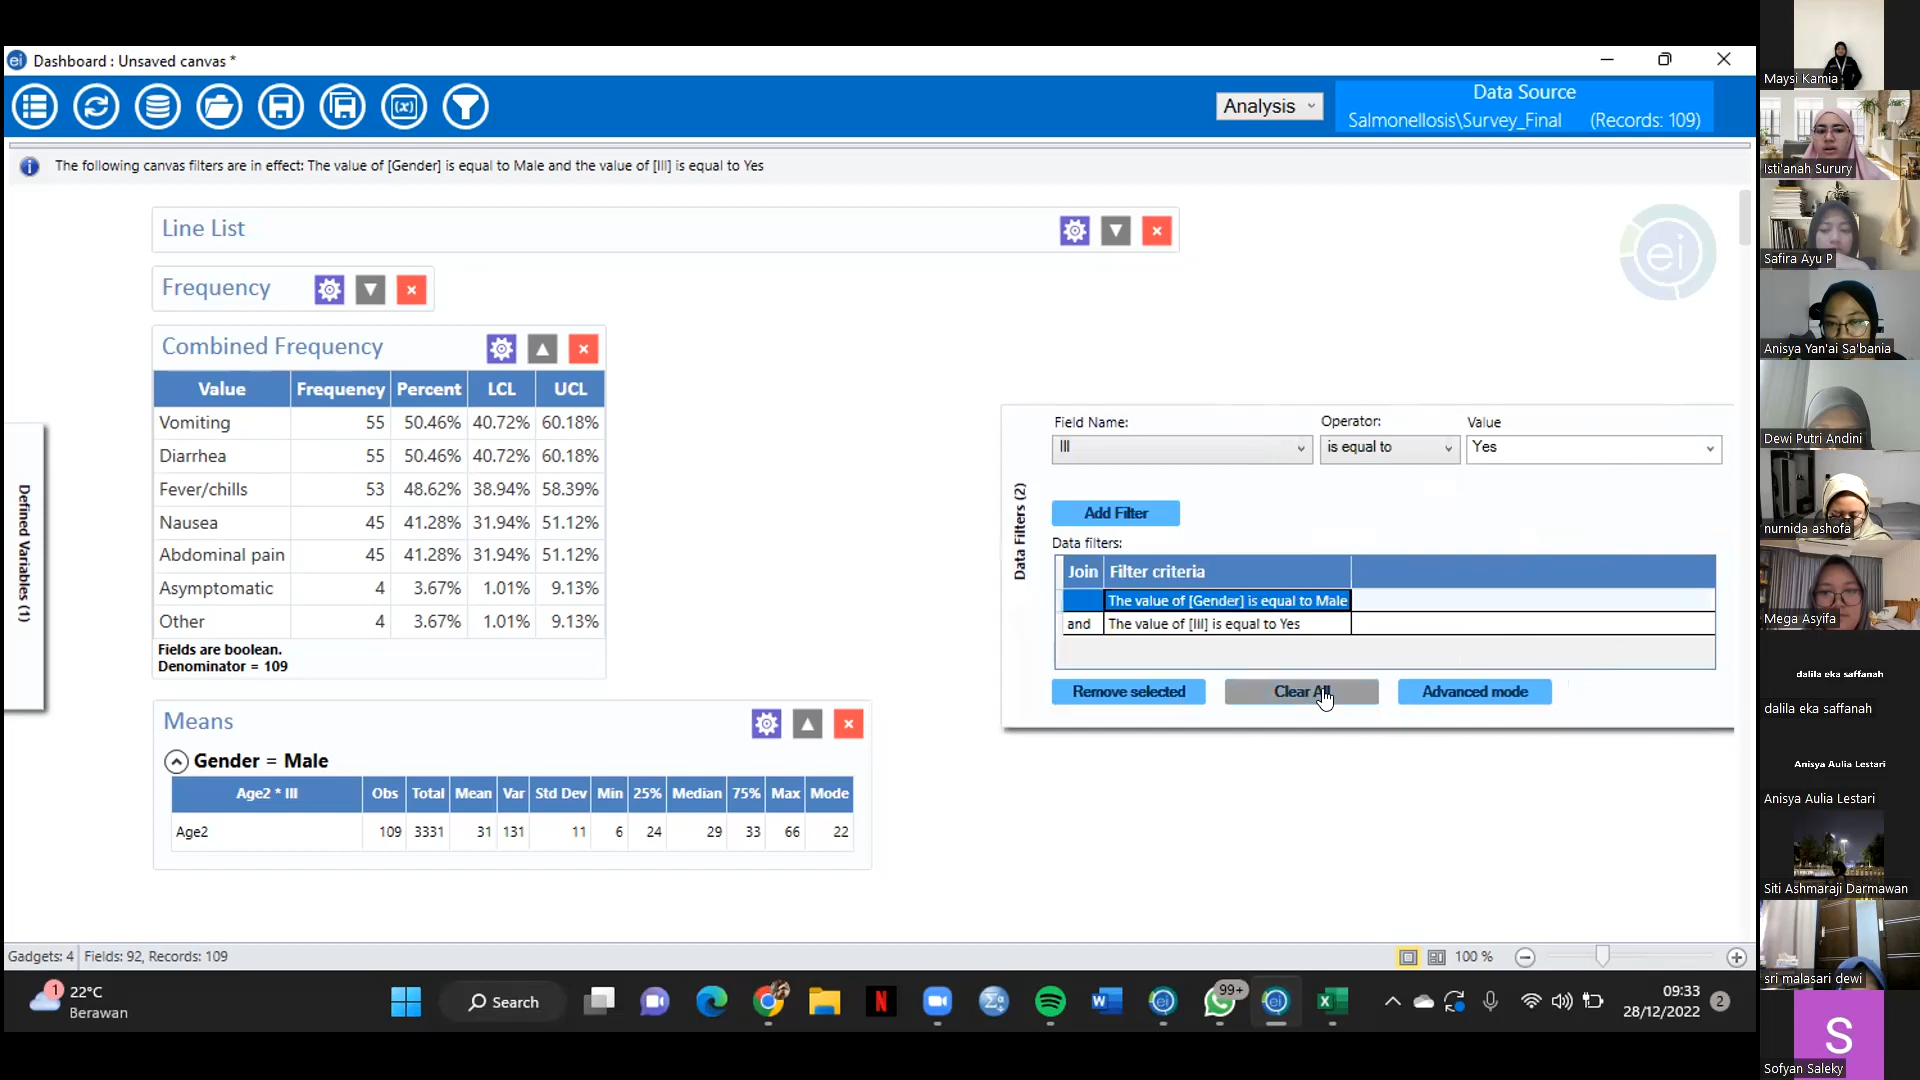 Dashboard : Unsaved canvas *
Analysis
Data Source
Salmonellosis\Survey_Final (Records: 109)
The following canvas filters are in effect: The value of [Gender] is equal to Male and the value of [Ill] is equal to Yes
Line List
Frequency
Combined Frequency
Value Frequency Percent LCL UCL
Vomiting 55 50.46% 40.72% 60.18%
Diarrhea 55 50.46% 40.72% 60.18%
Fever/chills 53 48.62% 38.94% 58.39%
Nausea 45 41.28% 31.94% 51.12%
Abdominal pain 45 41.28% 31.94% 51.12%
Asymptomatic 4 3.67% 1.01% 9.13%
Other 4 3.67% 1.01% 9.13%
Fields are boolean.
Denominator = 109
Means
Gender = Male
Age2 * Ill Obs Total Mean Var Std Dev Min 25% Median 75% Max Mode
Age2 109 3331 31 131 11 6 24 29 33 66 22
Defined Variables (1)
Data Filters (2)
Field Name: Operator: Value
Ill is equal to Yes
Add Filter
Data filters:
Join Filter criteria
The value of [Gender] is equal to Male
and The value of [Ill] is equal to Yes
Remove selected Clear All Advanced mode
ei
Gadgets: 4 Fields: 92, Records: 109
100 %
1
22°C
Berawan
Search
99+
09:33
28/12/2022
2
Maysi Kamia
Isti'anah Surury
Safira Ayu P
Anisya Yan'ai Sa'bania
Dewi Putri Andini
nurnida ashofa
Mega Asyifa
dalila eka saffanah
dalila eka saffanah
Anisya Aulia Lestari
Anisya Aulia Lestari
Siti Ashmaraji Darmawan
sri malasari dewi
S
Sofyan Saleky